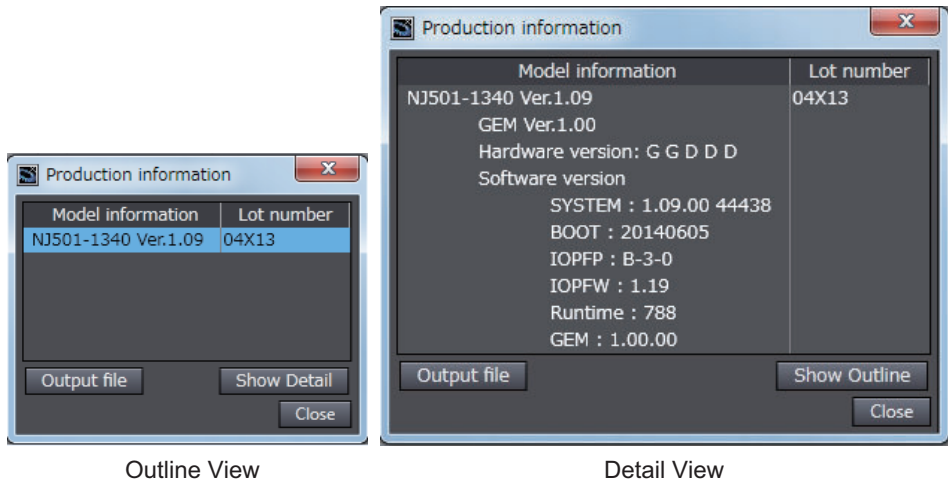 Production information
Model information Lot number
NJ501-1340 Ver.1.09 04X13
Output file Show Detail
Close
Outline View
Production information
Model information Lot number
NJ501-1340 Ver.1.09 04X13
GEM Ver.1.00
Hardware version: G G D D D
Software version
SYSTEM : 1.09.00 44438
BOOT : 20140605
IOPFP : B-3-0
IOPFW : 1.19
Runtime : 788
GEM : 1.00.00
Output file Show Outline
Close
Detail View